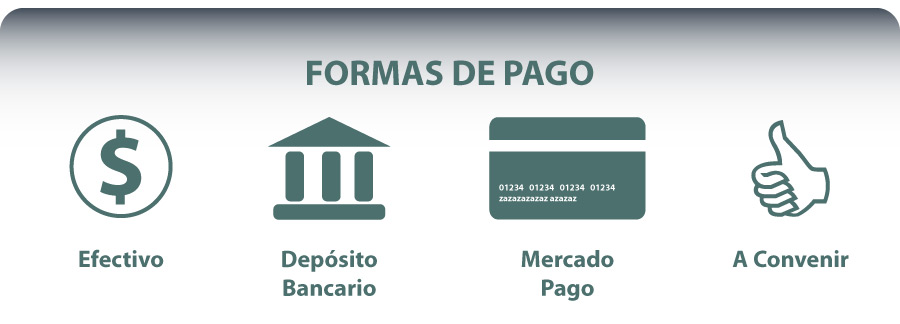 FORMAS DE PAGO
$
01234 01234 01234 01234
zazazazazaz azazaz
Efectivo
Depósito
Bancario
Mercado
Pago
A Convenir